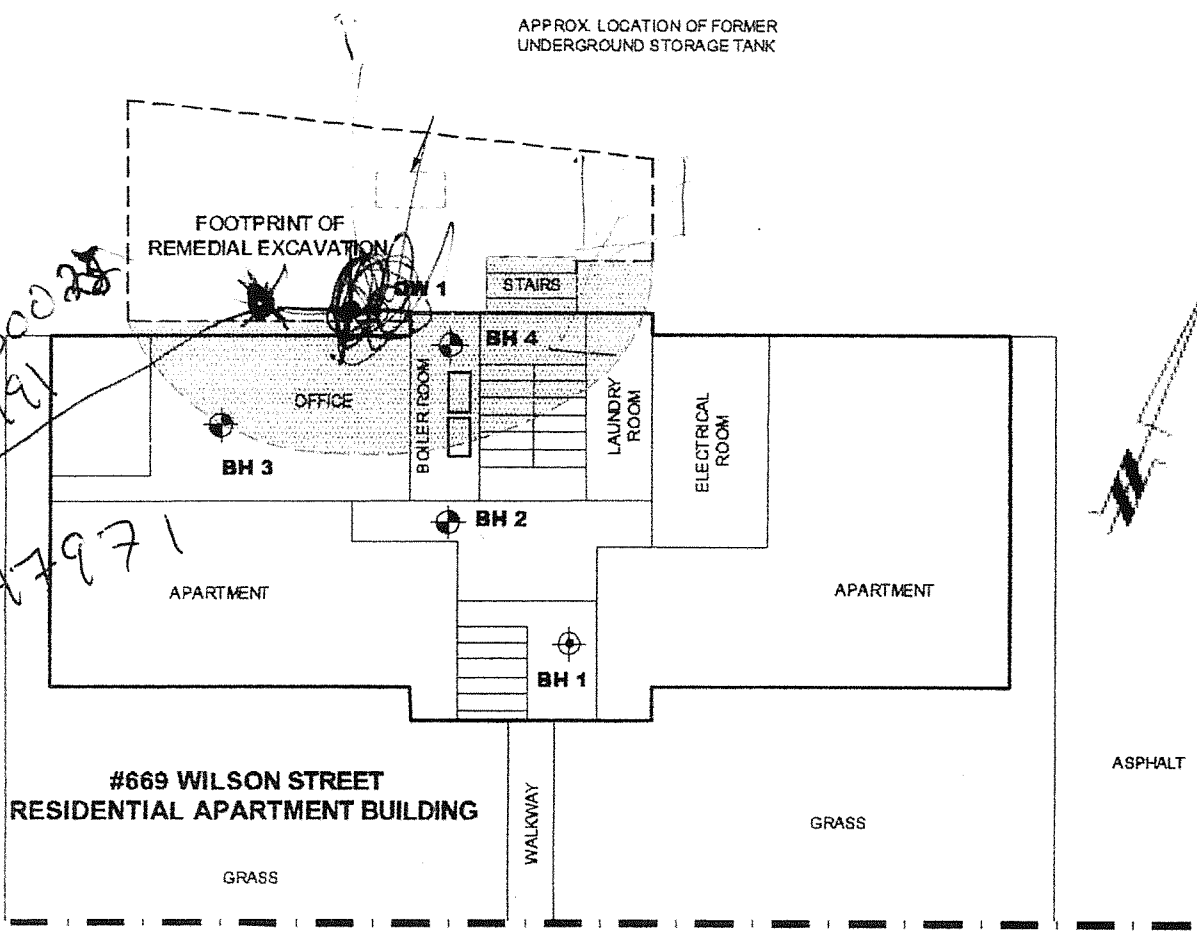 APPROX. LOCATION OF FORMER
UNDERGROUND STORAGE TANK
FOOTPRINT OF
REMEDIAL EXCAVATION
STAIRS
BH 4
OFFICE
BOILER ROOM
LAUNDRY
ROOM
ELECTRICAL
ROOM
BH 3
BH 2
7971
APARTMENT
APARTMENT
BH 1
#669 WILSON STREET
RESIDENTIAL APARTMENT BUILDING
WALKWAY
ASPHALT
GRASS
GRASS